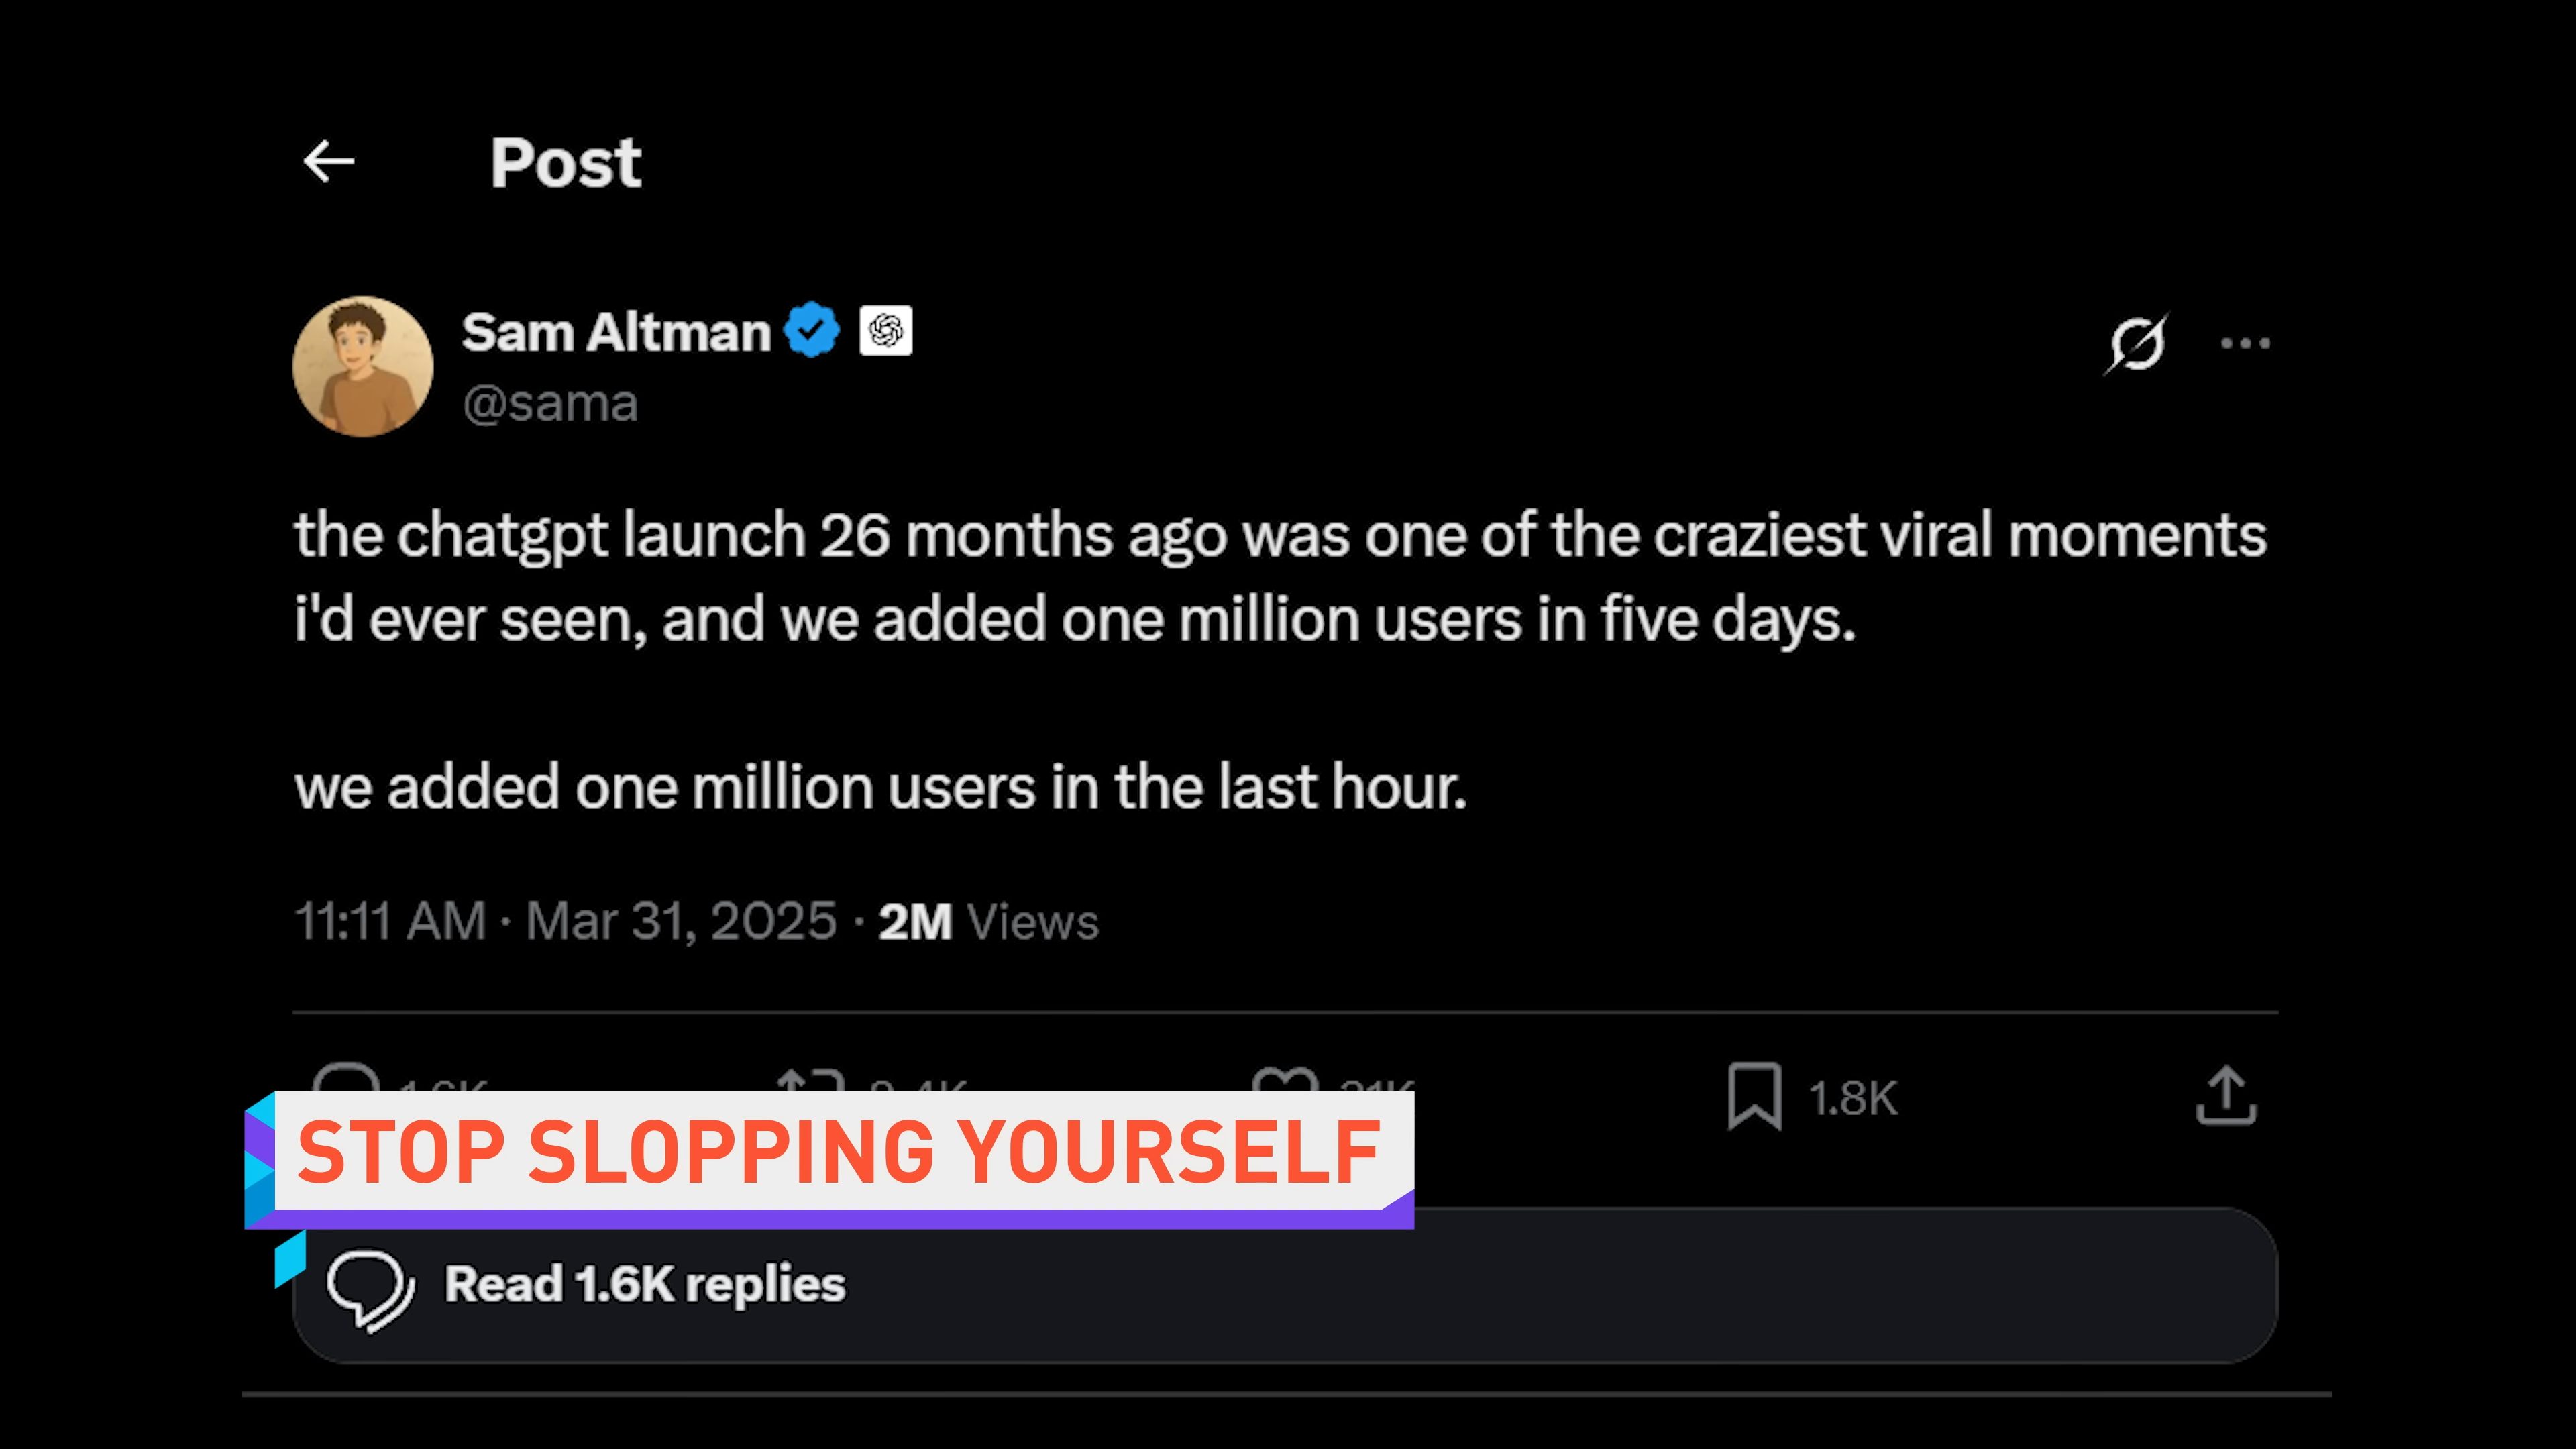 Post
Sam Altman
@sama
the chatgpt launch 26 months ago was one of the craziest viral moments
i'd ever seen, and we added one million users in five days.
we added one million users in the last hour.
11:11 AM · Mar 31, 2025 · 2M Views
1.8K
STOP SLOPPING YOURSELF
Read 1.6K replies